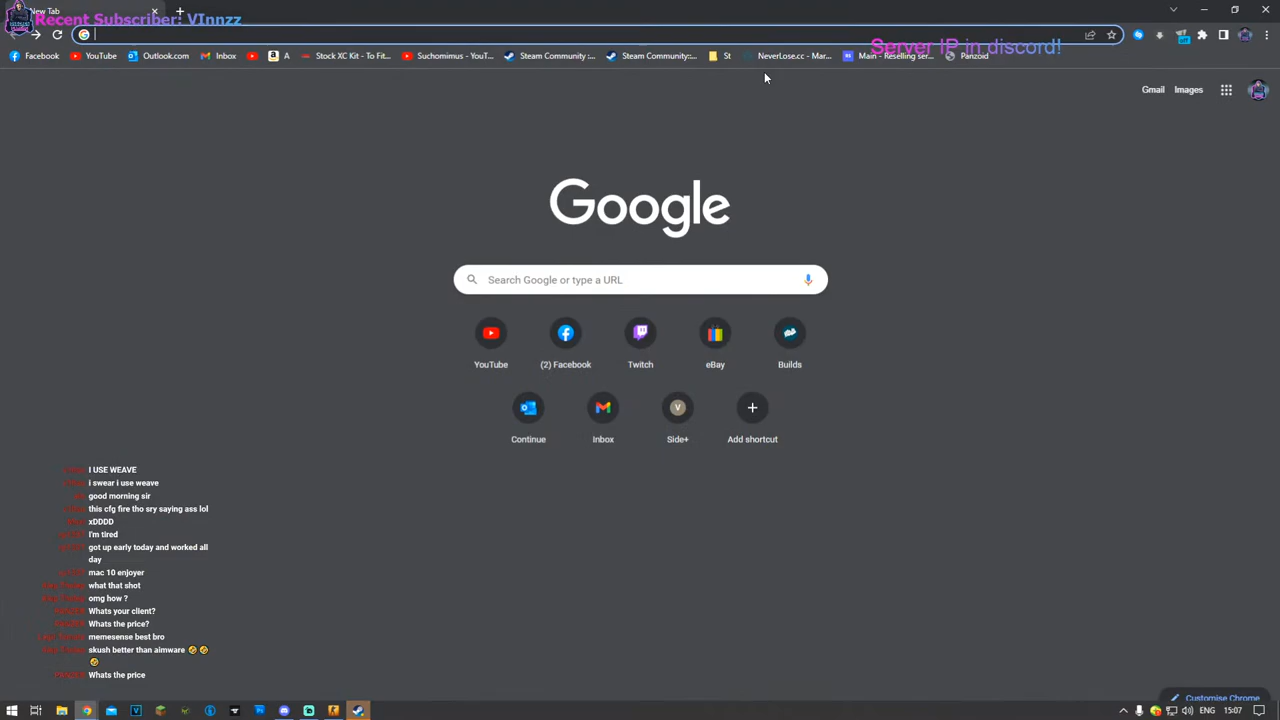 New Tab
Recent Subscriber: VInnzz
Server IP in discord!
Facebook
YouTube
Outlook.com
Inbox
A
Stock XC Kit - To Fit...
Suchomimus - YouT...
Steam Community :...
Steam Community::...
St
NeverLose.cc - Mar...
Main - Reselling ser...
Panzoid
Gmail
Images
Google
Search Google or type a URL
YouTube
(2) Facebook
Twitch
eBay
Builds
Continue
Inbox
Side+
Add shortcut
I USE WEAVE
i swear i use weave
good morning sir
this cfg fire tho sry saying ass lol
xDDDD
I'm tired
got up early today and worked all
day
mac 10 enjoyer
what that shot
omg how ?
Whats your client?
Whats the price?
memesense best bro
skush better than aimware 🤣 🤣
🤣
Whats the price
Customise Chrome
ENG
15:07